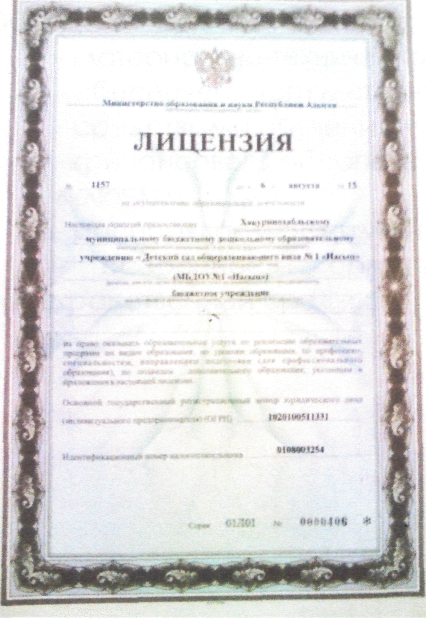 Министерство образования и науки Республики Адыгея
ЛИЦЕНЗИЯ
№ 1157 6 августа 15
на осуществление образовательной деятельности
Настоящая лицензия предоставлена Хакуринохабльскому
муниципальному бюджетному дошкольному образовательному
учреждению - Детский сад общеразвивающего вида № 1 «Насып»
(МБДОУ №1 «Насып»)
бюджетное учреждение
на право оказывать образовательные услуги по реализации образовательных
программ по видам образования, по уровням образования, по профессиям,
специальностям, направлениям подготовки (для профессионального
образования), по подвидам дополнительного образования, указанным в
приложении к настоящей лицензии.
Основной государственный регистрационный номер юридического лица
(индивидуального предпринимателя) (ОГРН) 1020100511331
Идентификационный номер налогоплательщика 0108003254
Серия 01Л01 № 0000406 *